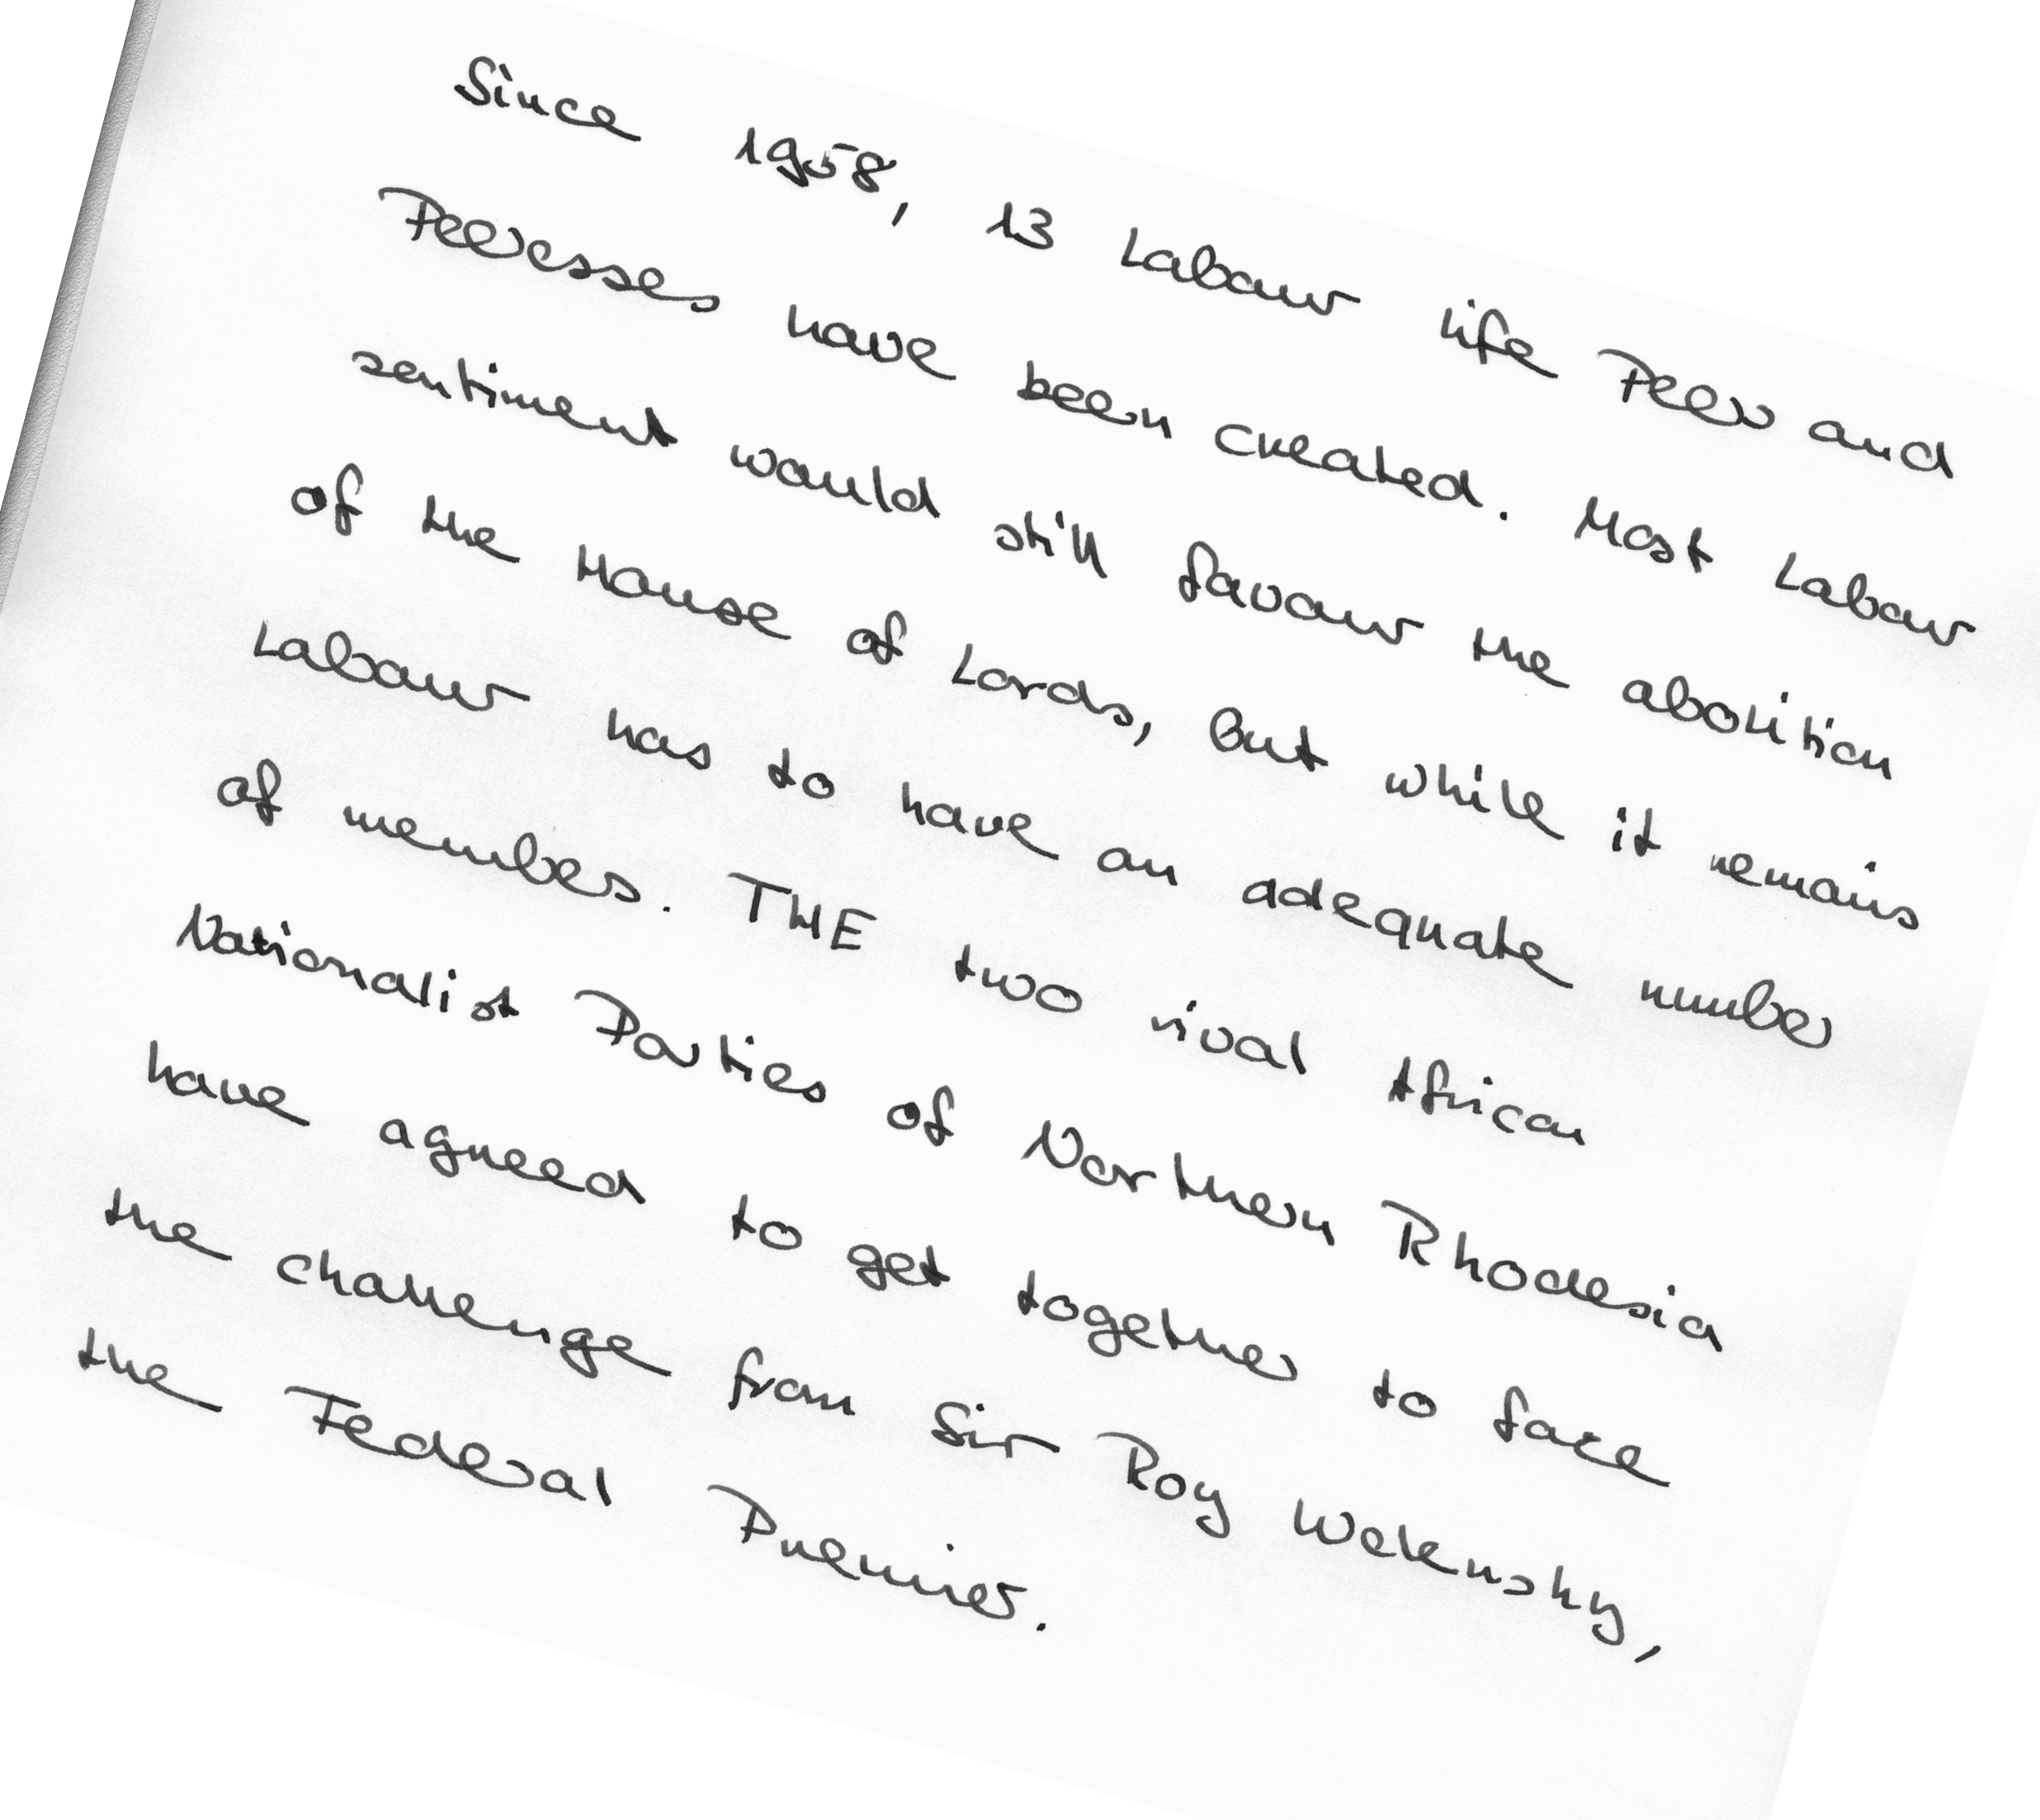 Since 1958, 13 Labour life Peers and
Peeresses have been created. Most Labour
sentiment would still favour the abolition
of the House of Lords, but while it remains
Labour has to have an adequate number
of members. THE two rival African
Nationalist Parties of Northern Rhodesia
have agreed to get together to face
the challenge from Sir Roy Welensky,
the Federal Premier.